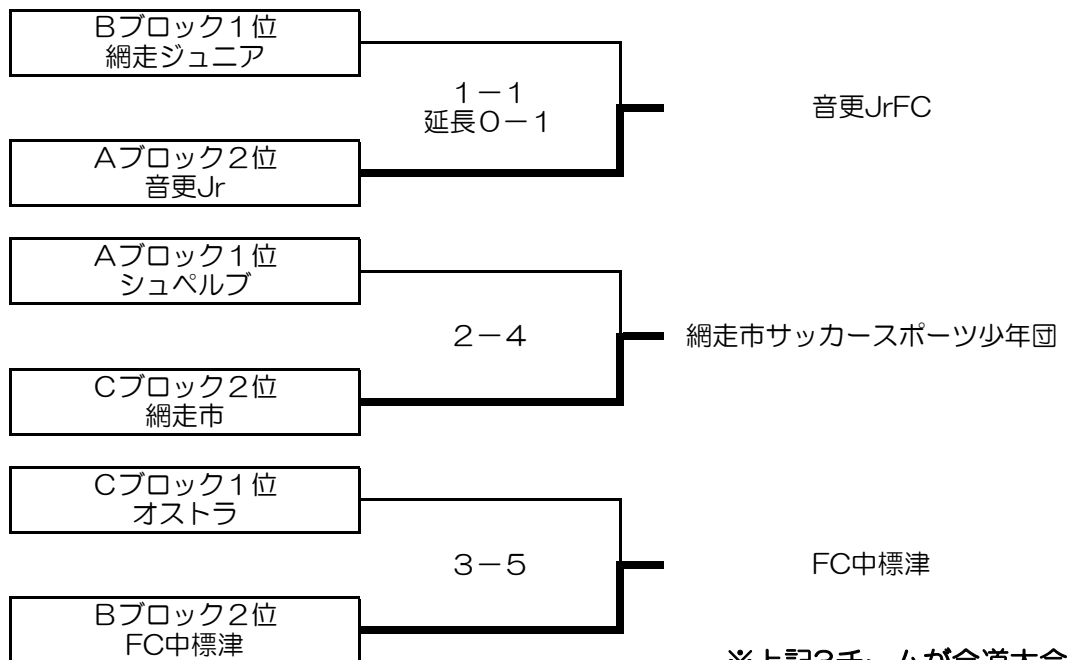 Bブロック1位
網走ジュニア
1－1
延長0－1
音更JrFC
Aブロック2位
音更Jr
Aブロック1位
シュペルブ
2－4
網走市サッカースポーツ少年団
Cブロック2位
網走市
Cブロック1位
オストラ
3－5
FC中標津
Bブロック2位
FC中標津